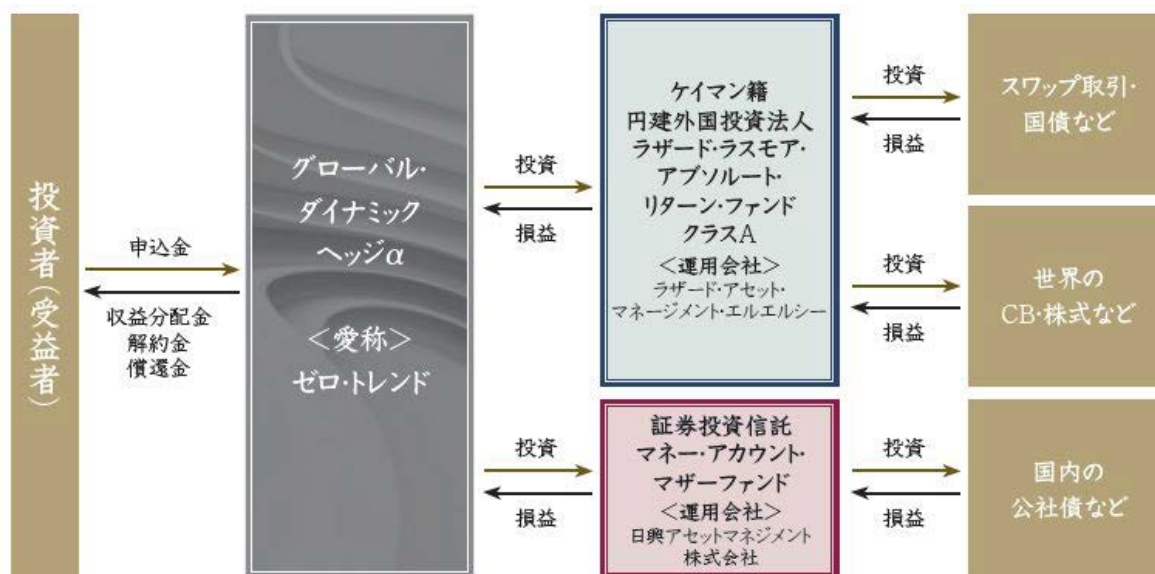 投資者(受益者)
申込金
収益分配金
解約金
償還金
グローバル・
ダイナミック
ヘッジα
<愛称>
ゼロ・トレンド
投資
損益
投資
損益
ケイマン籍
円建外国投資法人
ラザード・ラスモア・
アブソルート・
リターン・ファンド
クラスA
<運用会社>
ラザード・アセット・
マネージメント・エルエルシー
証券投資信託
マネー・アカウント・
マザーファンド
<運用会社>
日興アセットマネジメント
株式会社
投資
損益
投資
損益
投資
損益
スワップ取引・
国債など
世界の
CB・株式など
国内の
公社債など